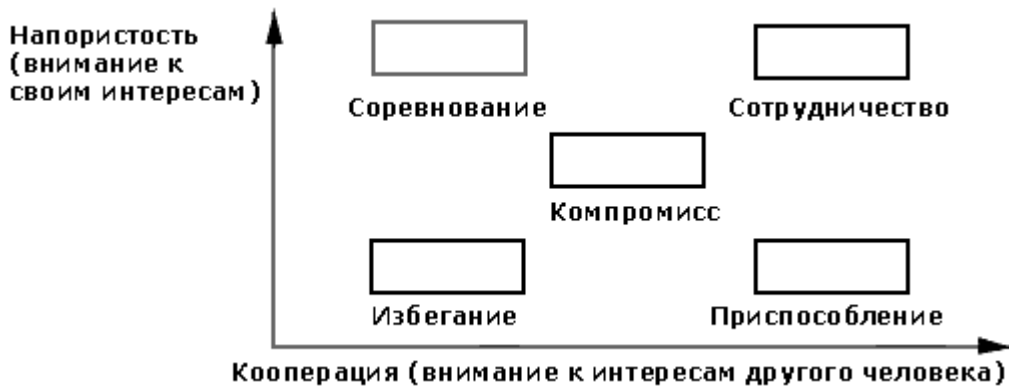 Напористость
(внимание к
своим интересам)
Соревнование
Сотрудничество
Компромисс
Избегание
Приспособление
Кооперация (внимание к интересам другого человека)